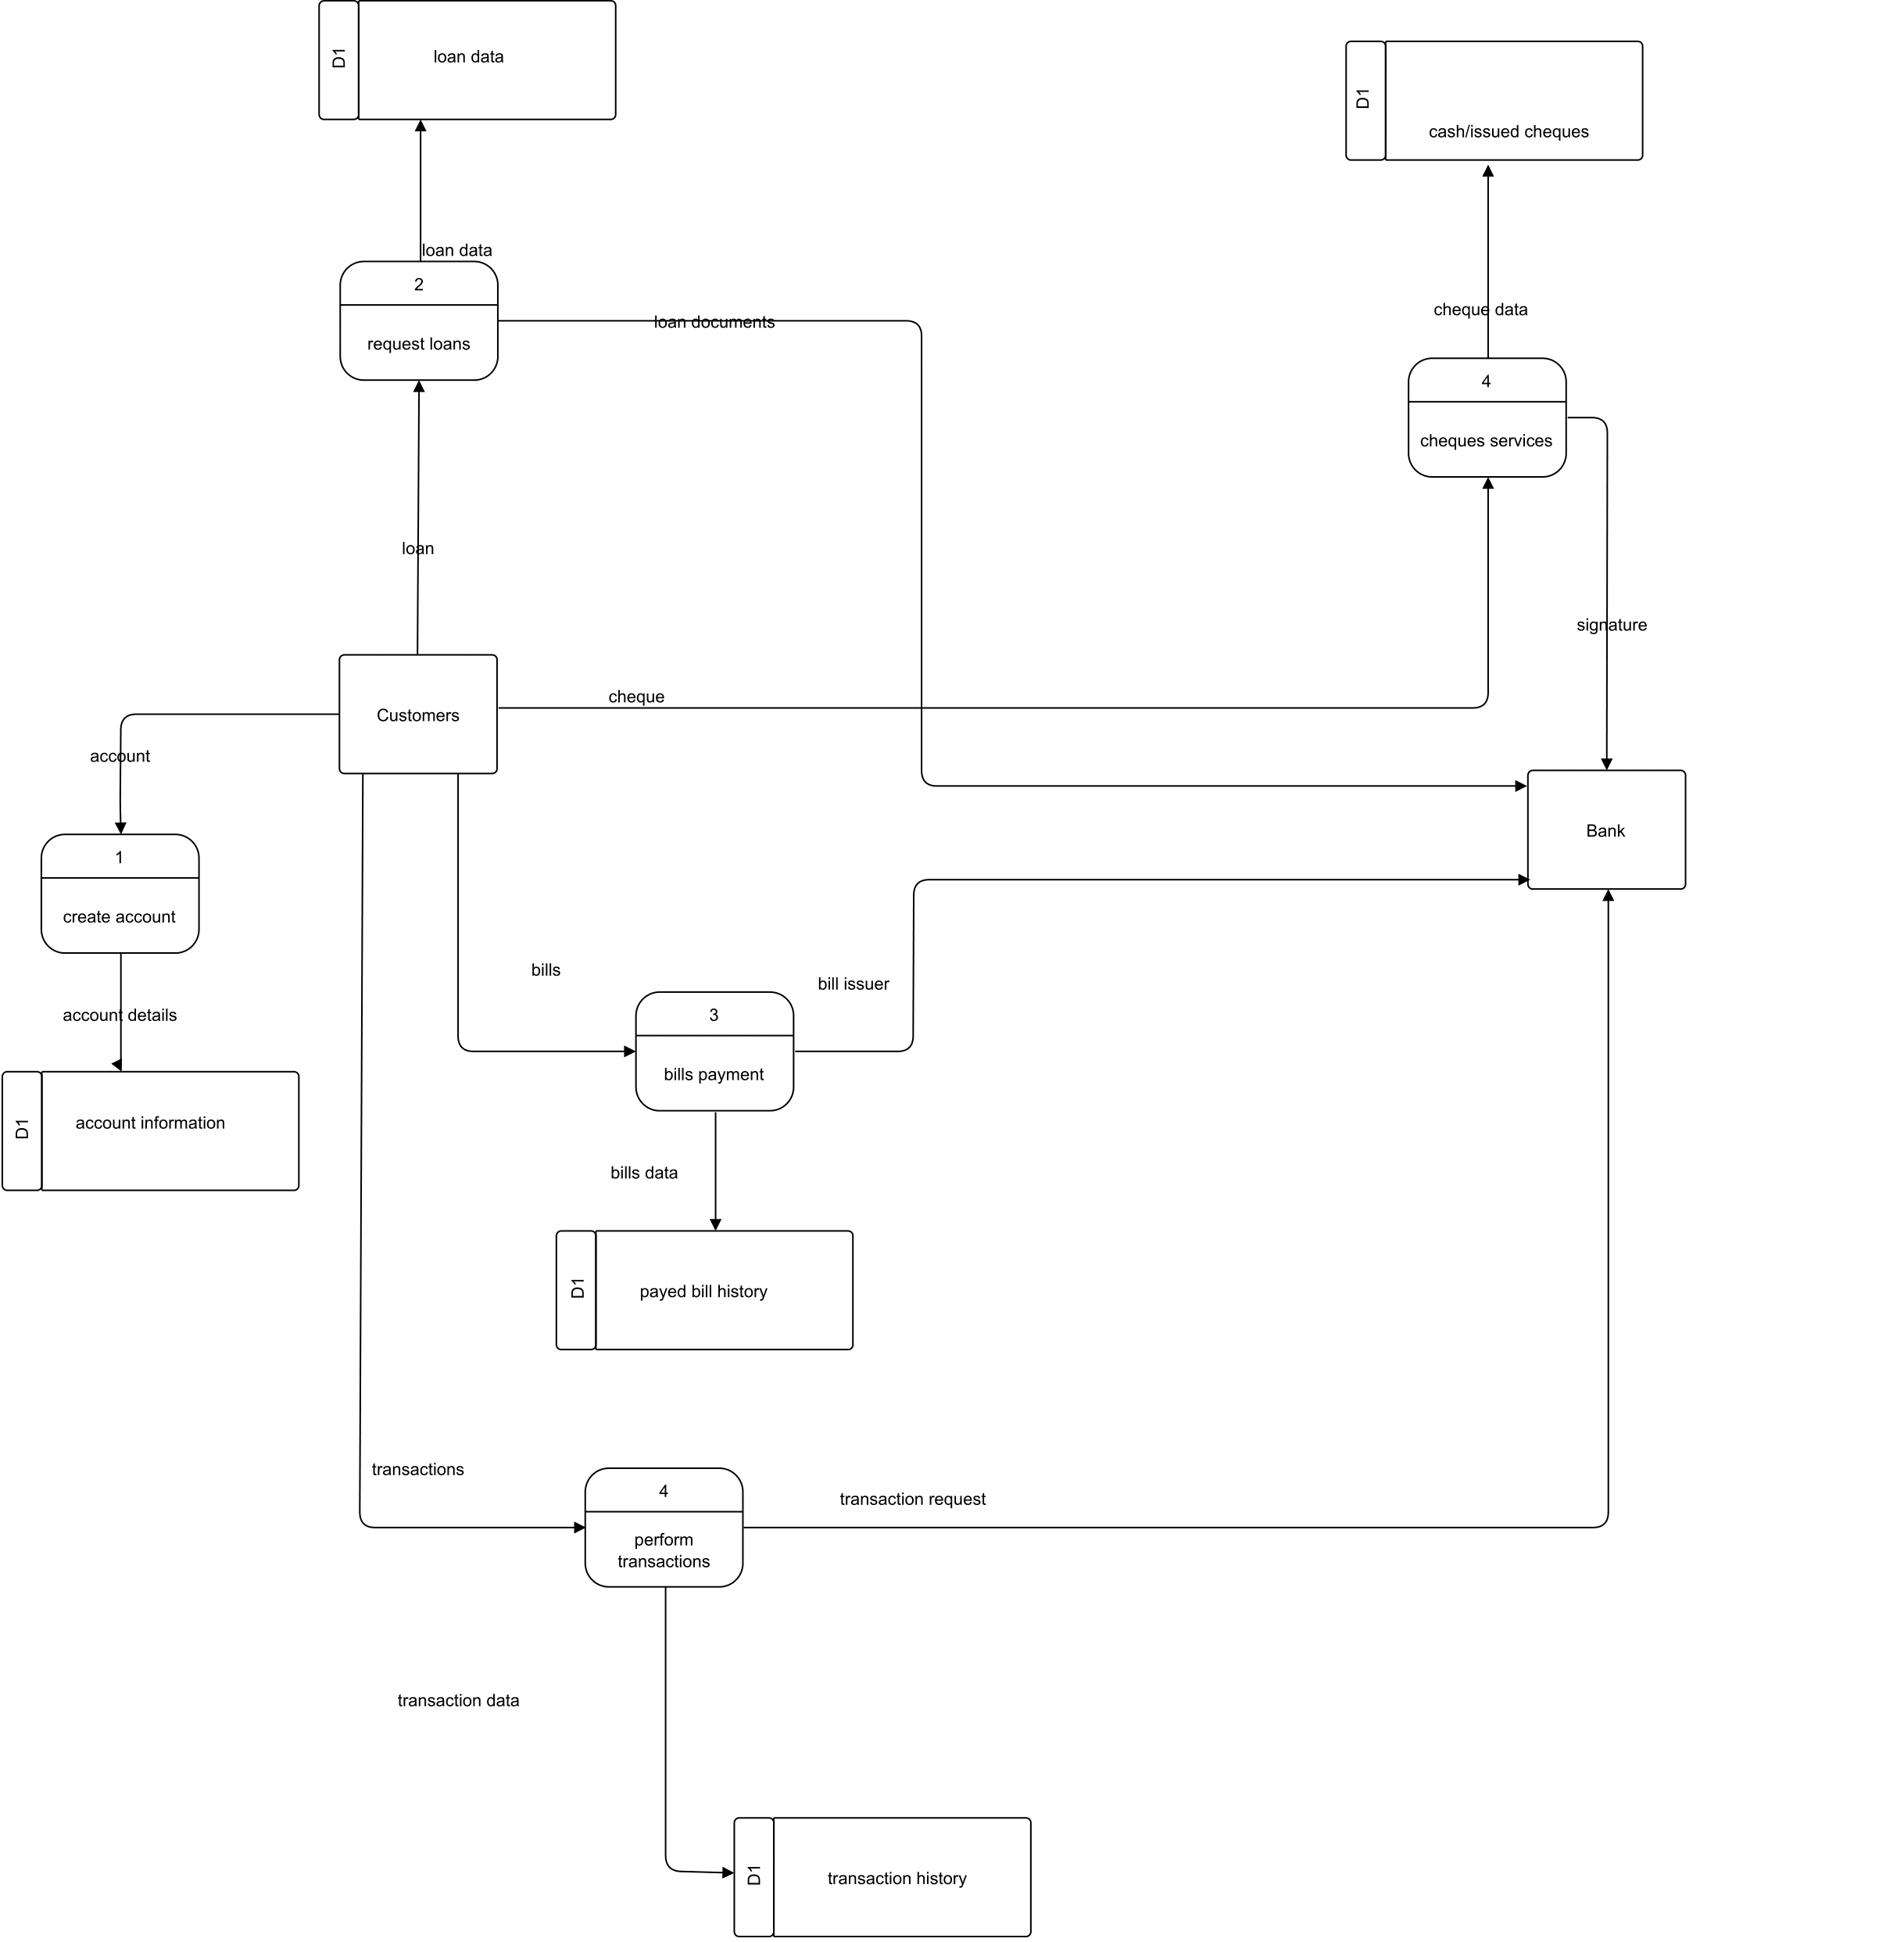 D1
loan data
D1
cash/issued cheques
loan data
2
request loans
loan documents
cheque data
4
cheques services
loan
signature
Customers
cheque
account
Bank
1
create account
bills
bill issuer
account details
3
bills payment
D1
account information
bills data
D1
payed bill history
transactions
4
perform
transactions
transaction request
transaction data
D1
transaction history